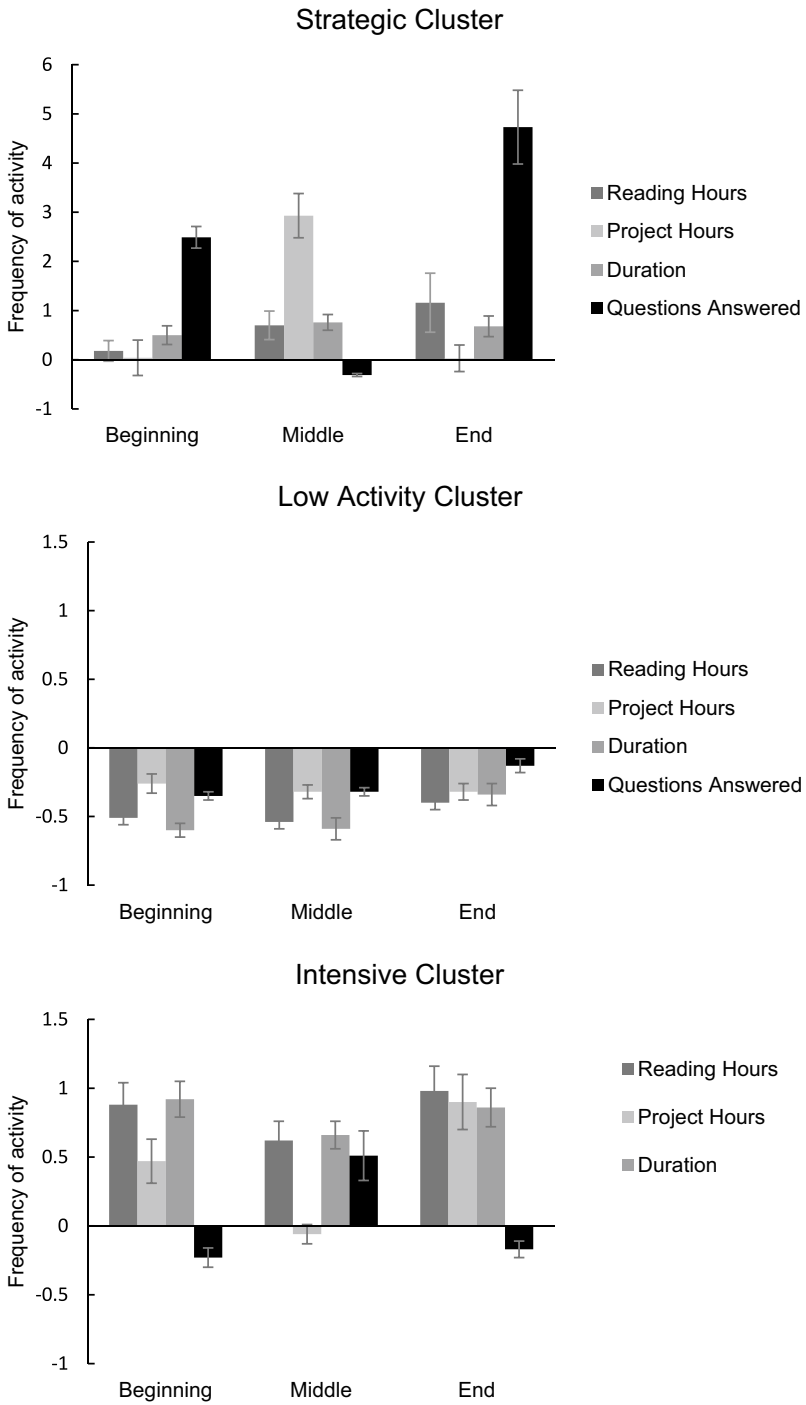 Strategic Cluster
6
5
4
3
2
1
0
-1
Frequency of activity
Beginning Middle End
Reading Hours
Project Hours
Duration
Questions Answered
Low Activity Cluster
1.5
1
0.5
0
-0.5
-1
Frequency of activity
Beginning Middle End
Reading Hours
Project Hours
Duration
Questions Answered
Intensive Cluster
1.5
1
0.5
0
-0.5
-1
Frequency of activity
Beginning Middle End
Reading Hours
Project Hours
Duration